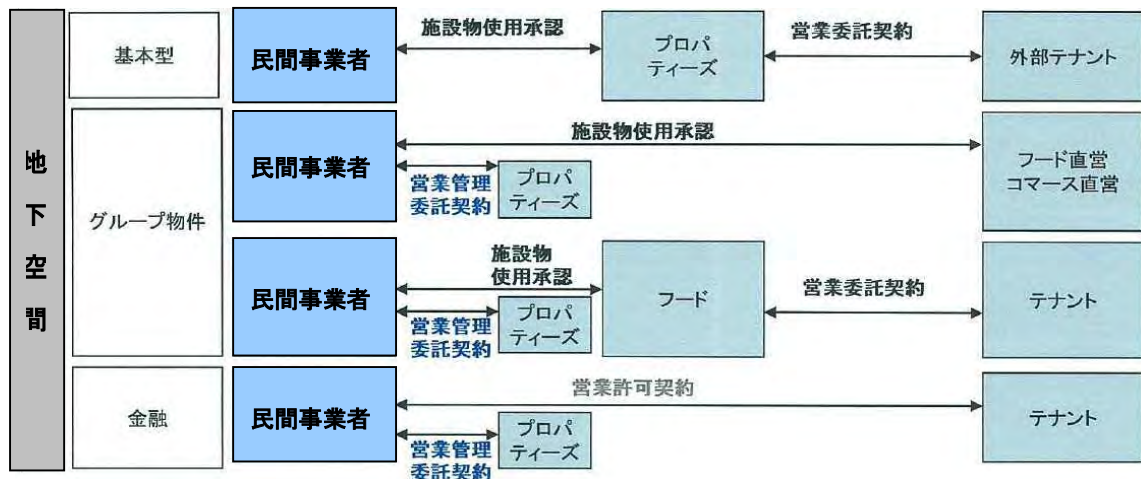 地下空間
基本型
民間事業者
施設物使用承認
プロパ
ティーズ
営業委託契約
外部テナント
グループ物件
民間事業者
施設物使用承認
営業管理
委託契約
プロパ
ティーズ
フード直営
コマース直営
民間事業者
施設物
使用承認
営業管理
委託契約
プロパ
ティーズ
フード
営業委託契約
テナント
金融
民間事業者
営業許可契約
営業管理
委託契約
プロパ
ティーズ
テナント